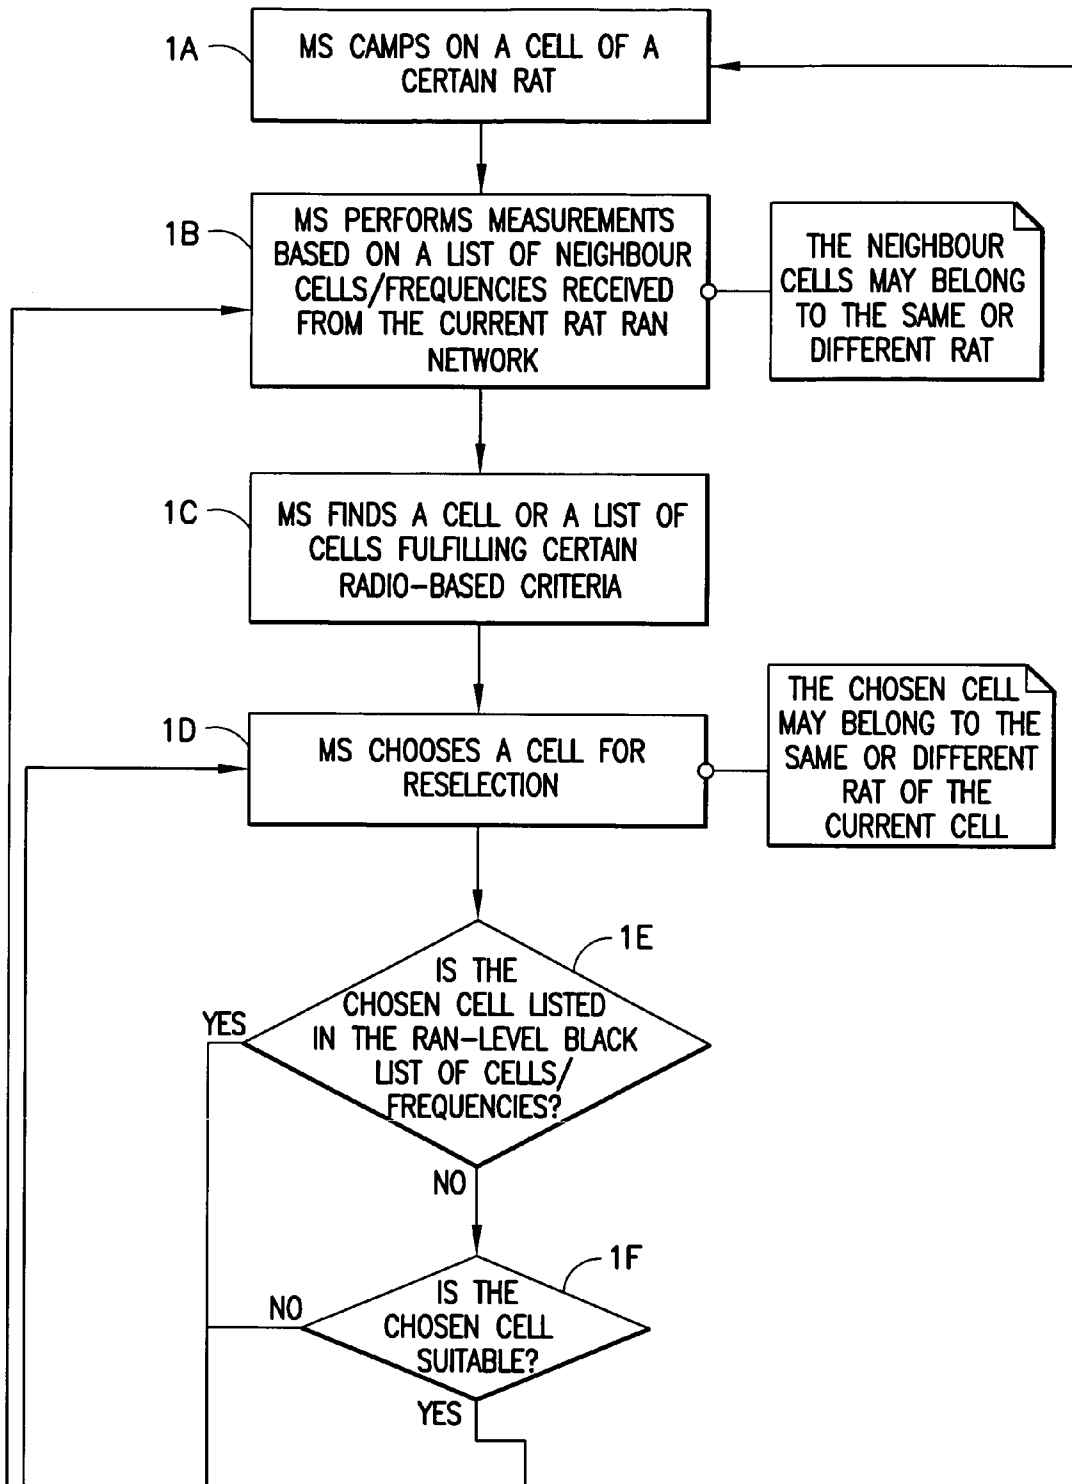 1A
MS CAMPS ON A CELL OF A
CERTAIN RAT
1B
MS PERFORMS MEASUREMENTS
BASED ON A LIST OF NEIGHBOUR
CELLS/FREQUENCIES RECEIVED
FROM THE CURRENT RAT RAN
NETWORK
THE NEIGHBOUR
CELLS MAY BELONG
TO THE SAME OR
DIFFERENT RAT
1C
MS FINDS A CELL OR A LIST OF
CELLS FULFILLING CERTAIN
RADIO-BASED CRITERIA
1D
MS CHOOSES A CELL FOR
RESELECTION
THE CHOSEN CELL
MAY BELONG TO THE
SAME OR DIFFERENT
RAT OF THE
CURRENT CELL
1E
IS THE
CHOSEN CELL LISTED
IN THE RAN-LEVEL BLACK
LIST OF CELLS/
FREQUENCIES?
YES
NO
1F
IS THE
CHOSEN CELL
SUITABLE?
NO
YES